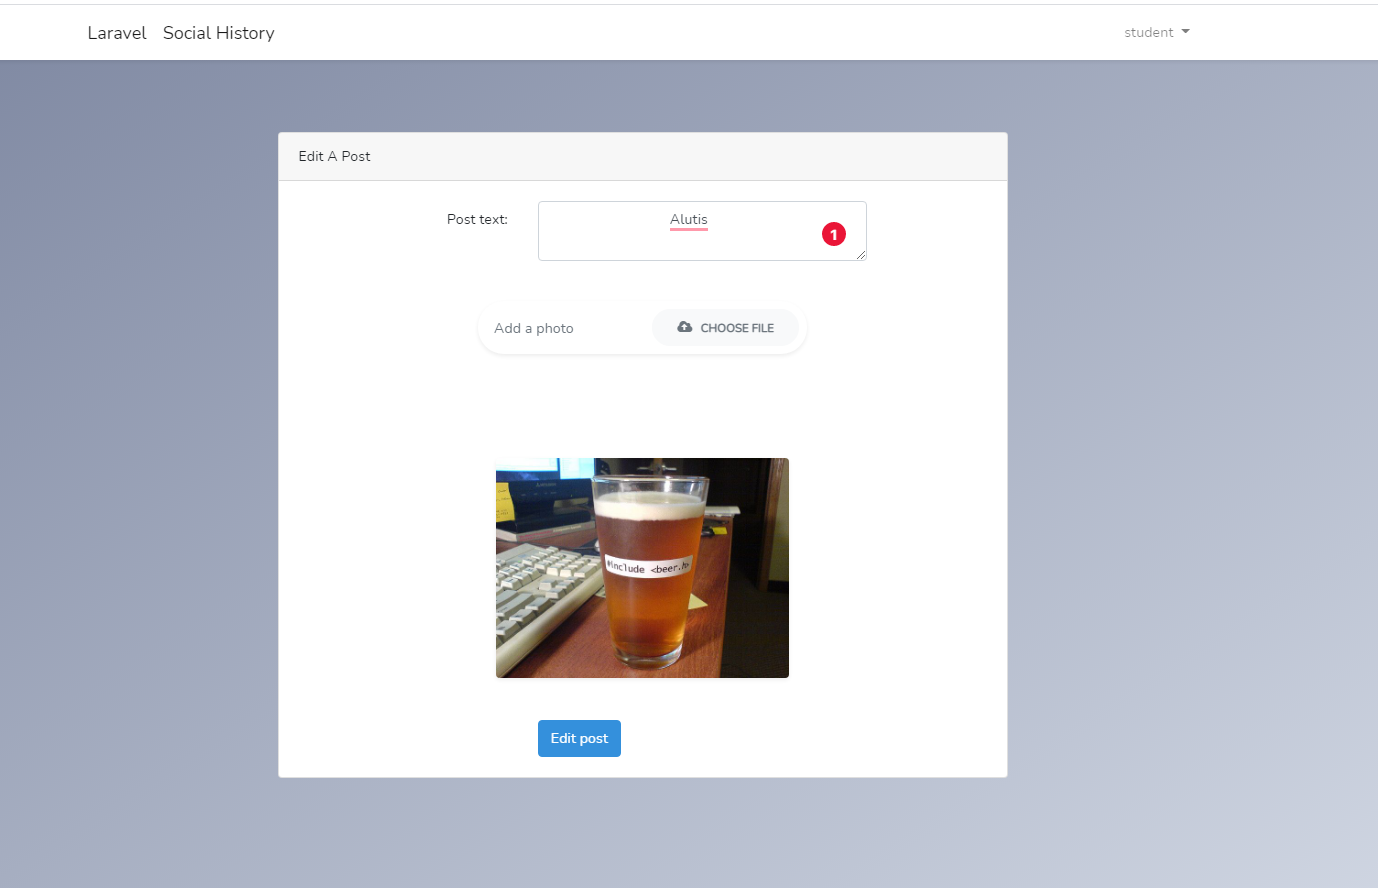 Laravel Social History
student
Edit A Post
Post text:
Alutis
1
Add a photo
CHOOSE FILE
#include <beer.h>
Edit post